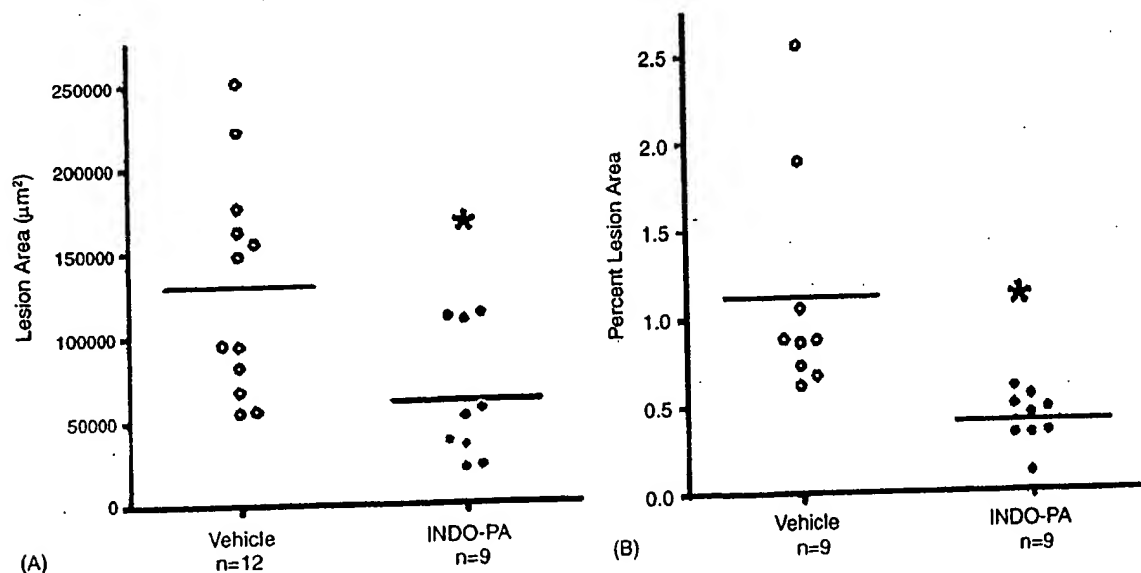 Lesion Area (µm²)
250000
200000
150000
100000
50000
0
*
Vehicle
n=12
INDO-PA
n=9
(A)
Percent Lesion Area
2.5
2.0
1.5
1.0
0.5
0.0
*
Vehicle
n=9
INDO-PA
n=9
(B)